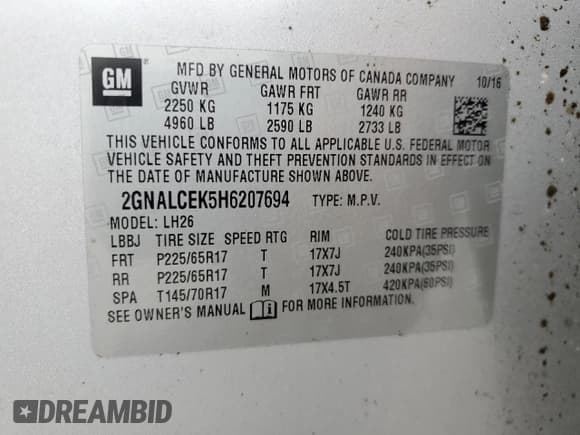 GM
MFD BY GENERAL MOTORS OF CANADA COMPANY 10/16
GVWR GAWR FRT GAWR RR
2250 KG 1175 KG 1240 KG
4960 LB 2590 LB 2733 LB
THIS VEHICLE CONFORMS TO ALL APPLICABLE U.S. FEDERAL MOTOR
VEHICLE SAFETY AND THEFT PREVENTION STANDARDS IN EFFECT ON
THE DATE OF MANUFACTURE SHOWN ABOVE.
2GNALCEK5H6207694 TYPE: M.P.V.
MODEL: LH26
LBBJ TIRE SIZE SPEED RTG RIM COLD TIRE PRESSURE
FRT P225/65R17 T 17X7J 240KPA(35PSI)
RR P225/65R17 T 17X7J 240KPA(35PSI)
SPA T145/70R17 M 17X4.5T 420KPA(60PSI)
SEE OWNER'S MANUAL FOR MORE INFORMATION.
DREAMBID